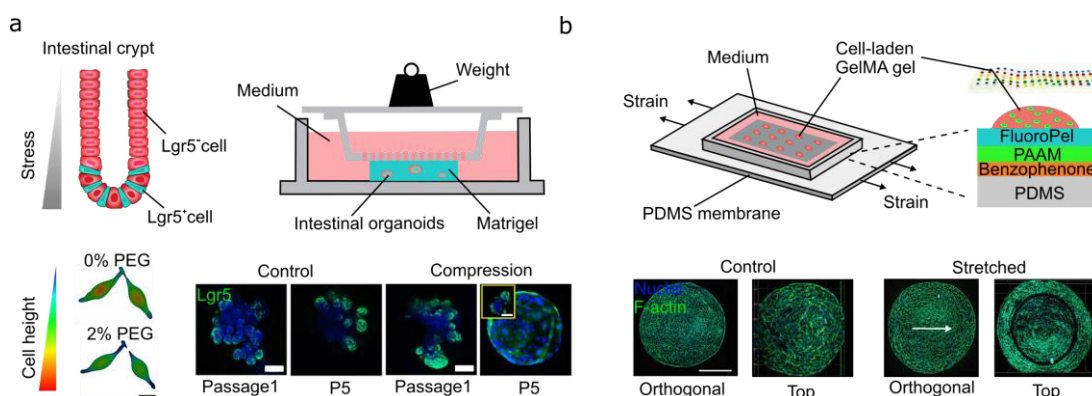 a
Intestinal crypt
Stress
Lgr5⁻cell
Lgr5⁺cell
Medium
Weight
Intestinal organoids
Matrigel
Cell height
0% PEG
2% PEG
Control
Compression
Lgr5
Passage1
P5
Passage1
P5
b
Medium
Cell-laden
GelMA gel
Strain
Strain
PDMS membrane
FluoroPel
PAAM
Benzophenone
PDMS
Control
Stretched
Nuclei
F-actin
Orthogonal
Top
Orthogonal
Top